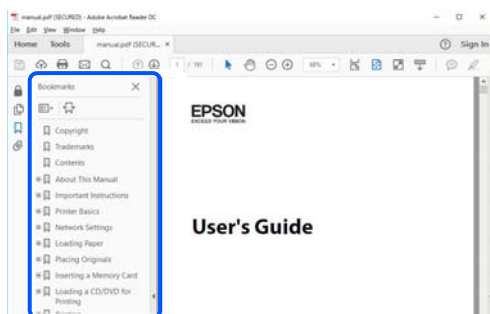 manual.pdf (SECURED) - Adobe Acrobat Reader DC
File Edit View Window Help
Home Tools manual.pdf (SECUR... × Sign In
1 / 191
Bookmarks
Copyright
Trademarks
Contents
About This Manual
Important Instructions
Printer Basics
Network Settings
Loading Paper
Placing Originals
Inserting a Memory Card
Loading a CD/DVD for
Printing
EPSON
EXCEED YOUR VISION
User's Guide